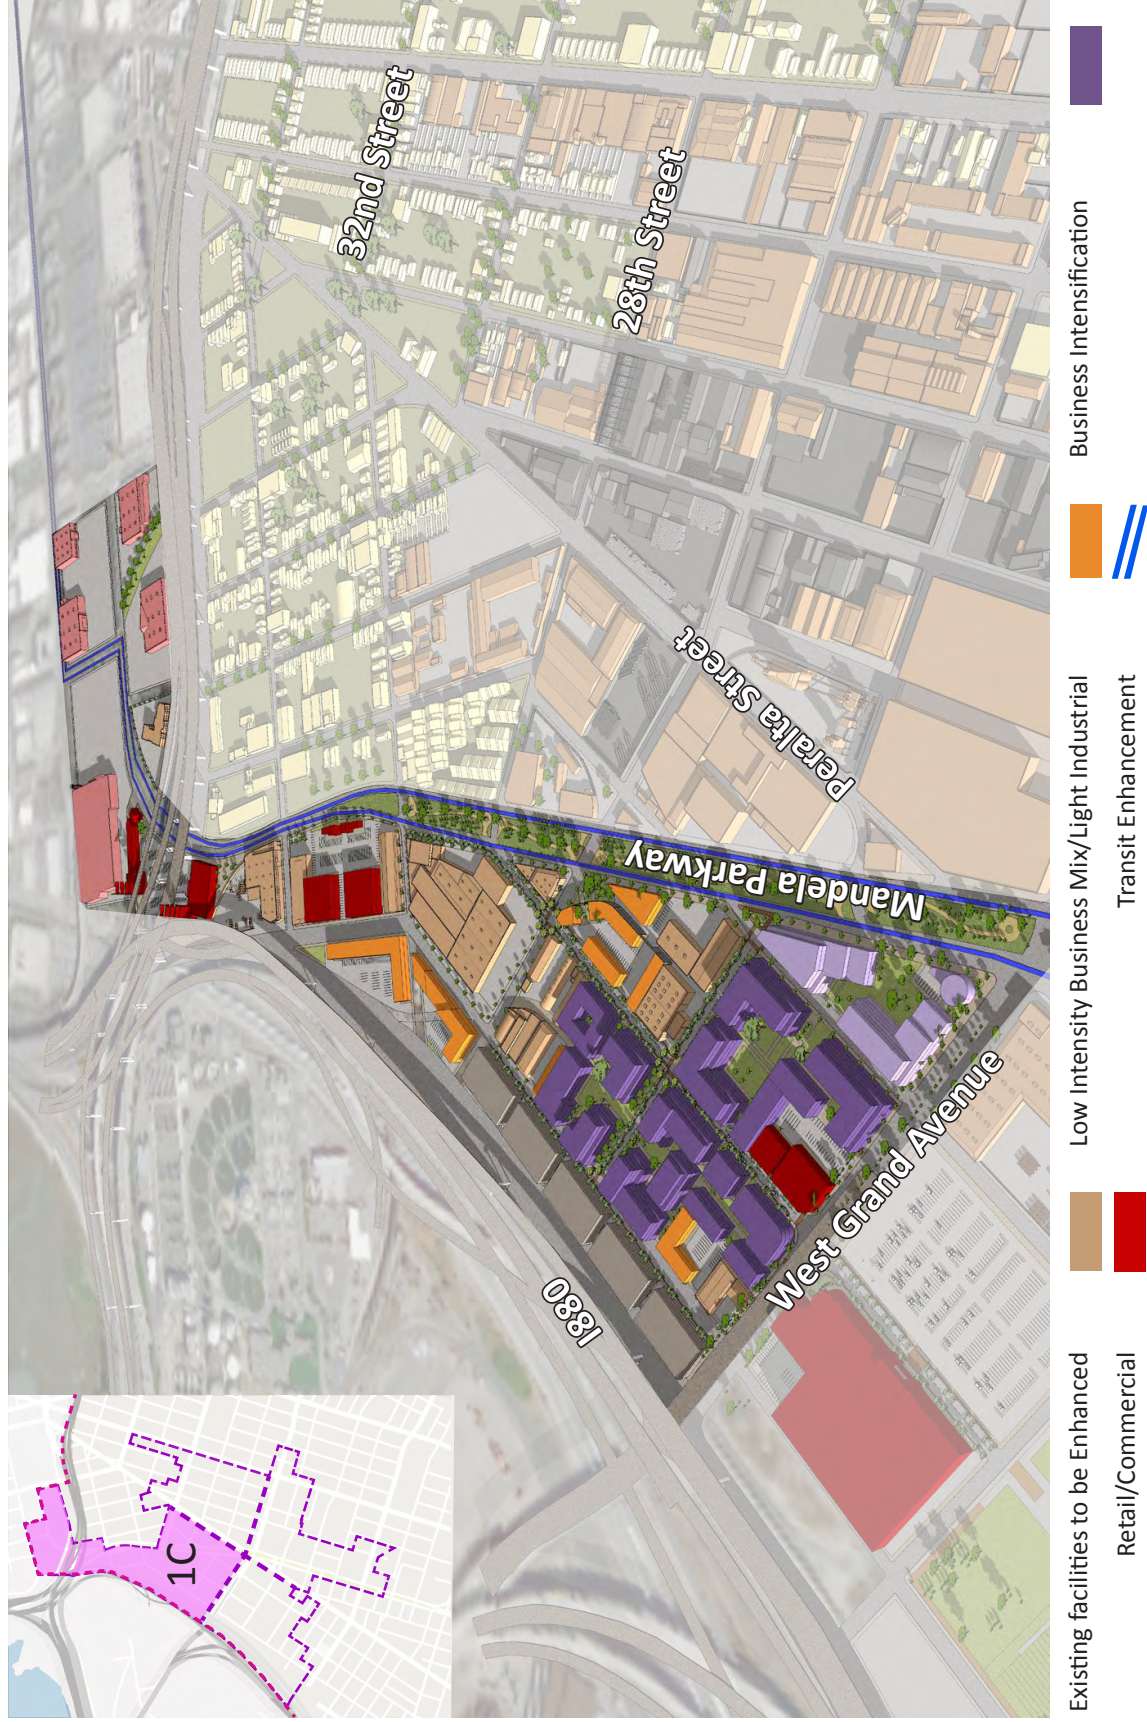 1C
32nd Street
28th Street
Peralta Street
Mandela Parkway
West Grand Avenue
I880
Existing facilities to be Enhanced
Low Intensity Business Mix/Light Industrial
Business Intensification
Retail/Commercial
Transit Enhancement